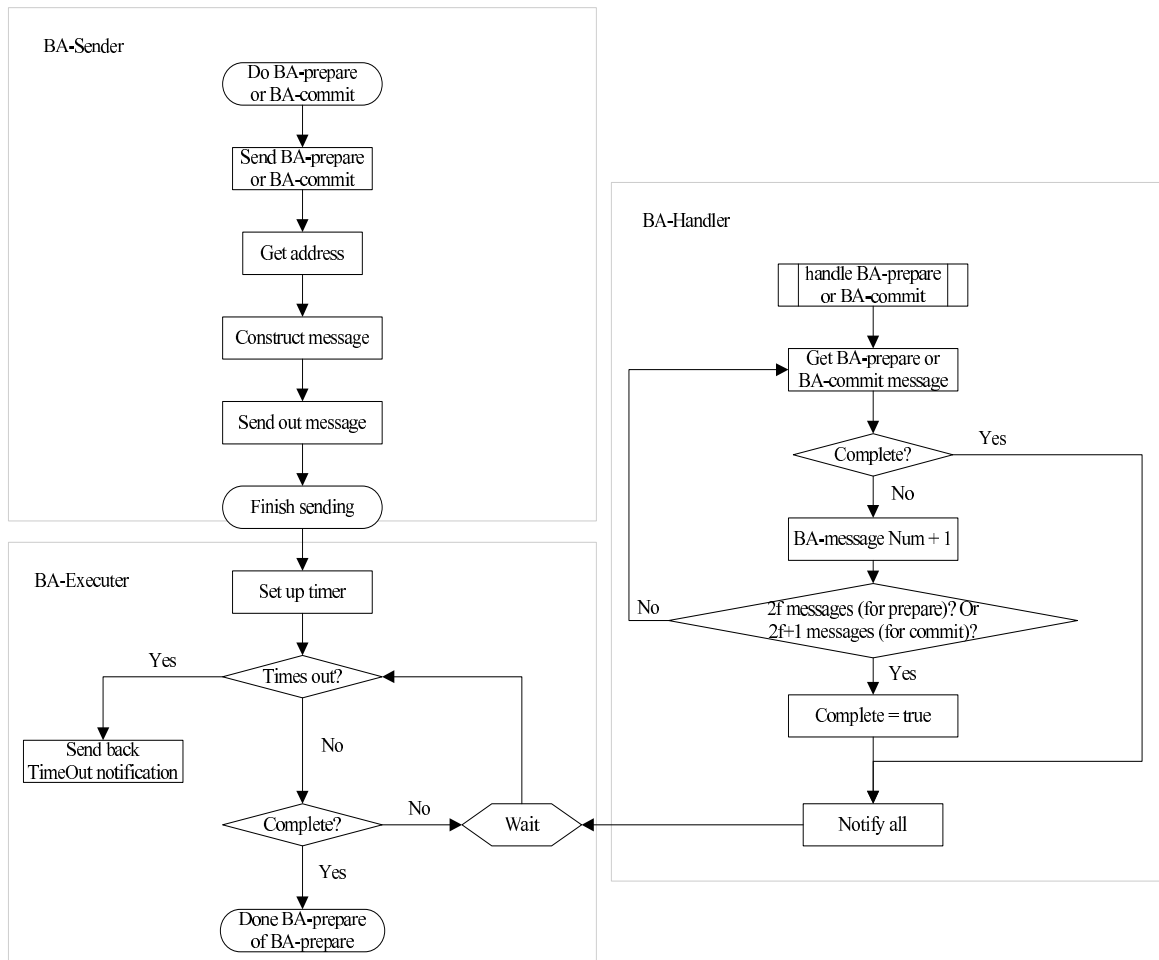 BA-Sender
Do BA-prepare
or BA-commit
Send BA-prepare
or BA-commit
Get address
Construct message
Send out message
Finish sending
BA-Executer
Set up timer
Times out?
Yes
No
Send back
TimeOut notification
Complete?
No
Wait
Yes
Done BA-prepare
of BA-prepare
BA-Handler
handle BA-prepare
or BA-commit
Get BA-prepare or
BA-commit message
Complete?
Yes
No
BA-message Num + 1
2f messages (for prepare)? Or
2f+1 messages (for commit)?
No
Yes
Complete = true
Notify all